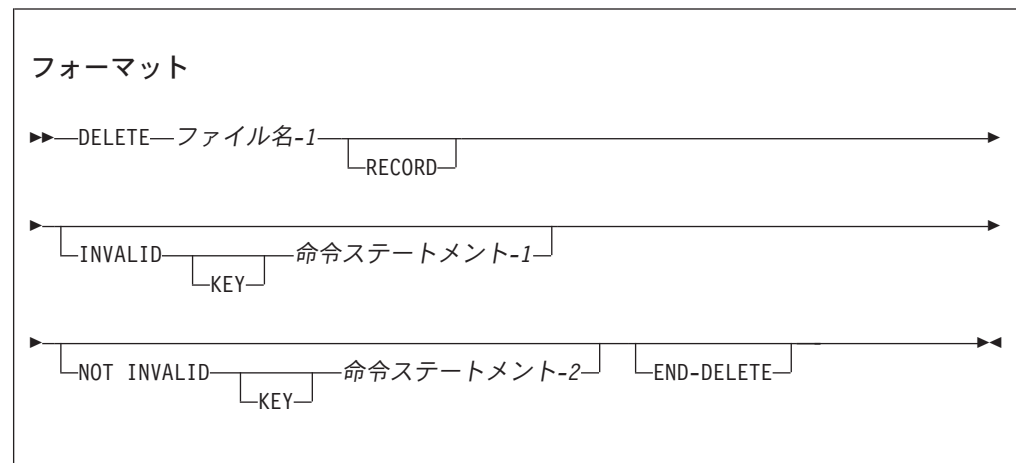 フォーマット
DELETE ファイル名-1
RECORD
INVALID 命令ステートメント-1
KEY
NOT INVALID 命令ステートメント-2 END-DELETE
KEY